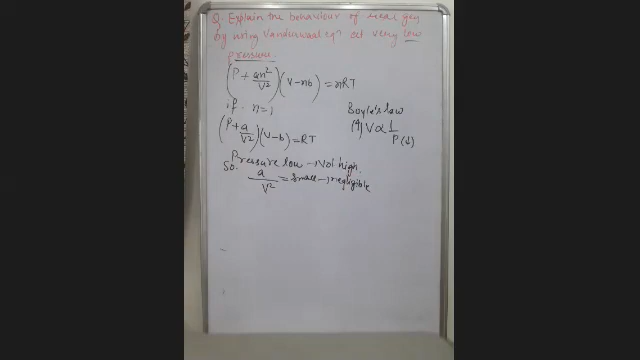 Q. Explain the behaviour of real gas
by using Vanderwaal eqn at very low
pressure.
(P + an²/V²) (V-nb) = nRT
if n=1
Boyle's law
(↑) V ∝ 1/P (↓)
(P + a/V²) (V-b) = RT
Pressure low → Vol high
So, a/V² = small → negligible